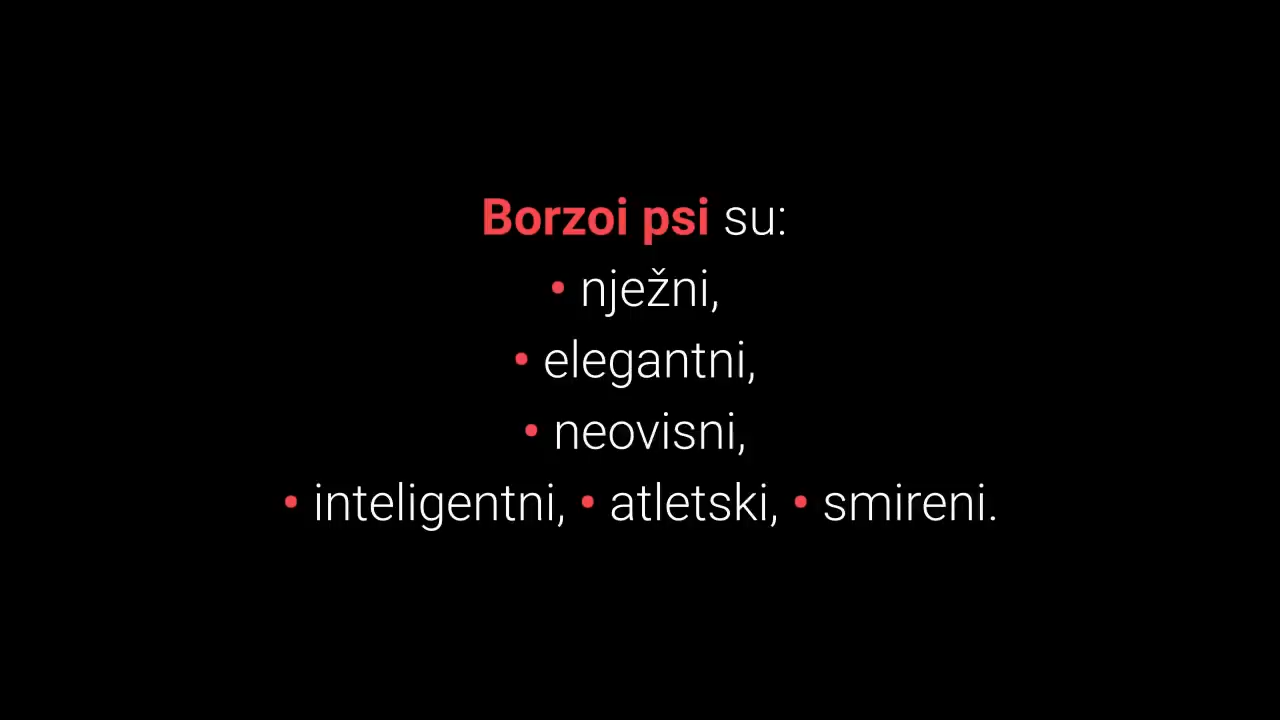 Borzoi psi su:
• nježni,
• elegantni,
• neovisni,
• inteligentni, • atletski, • smireni.